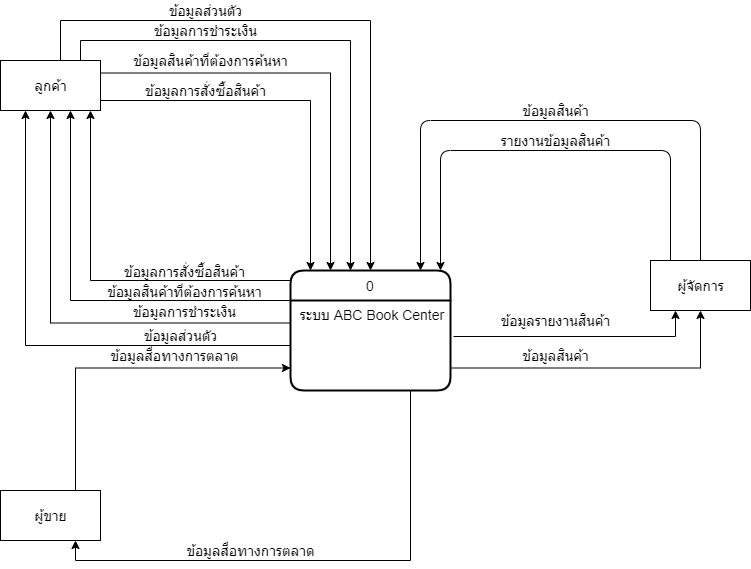 ข้อมูลส่วนตัว
ข้อมูลการชำระเงิน
ข้อมูลสินค้าที่ต้องการค้นหา
ลูกค้า
ข้อมูลการสั่งซื้อสินค้า
ข้อมูลสินค้า
รายงานข้อมูลสินค้า
ข้อมูลการสั่งซื้อสินค้า
0
ผู้จัดการ
ข้อมูลสินค้าที่ต้องการค้นหา
ข้อมูลการชำระเงิน
ระบบ ABC Book Center
ข้อมูลรายงานสินค้า
ข้อมูลส่วนตัว
ข้อมูลสื่อทางการตลาด
ข้อมูลสินค้า
ผู้ขาย
ข้อมูลสื่อทางการตลาด